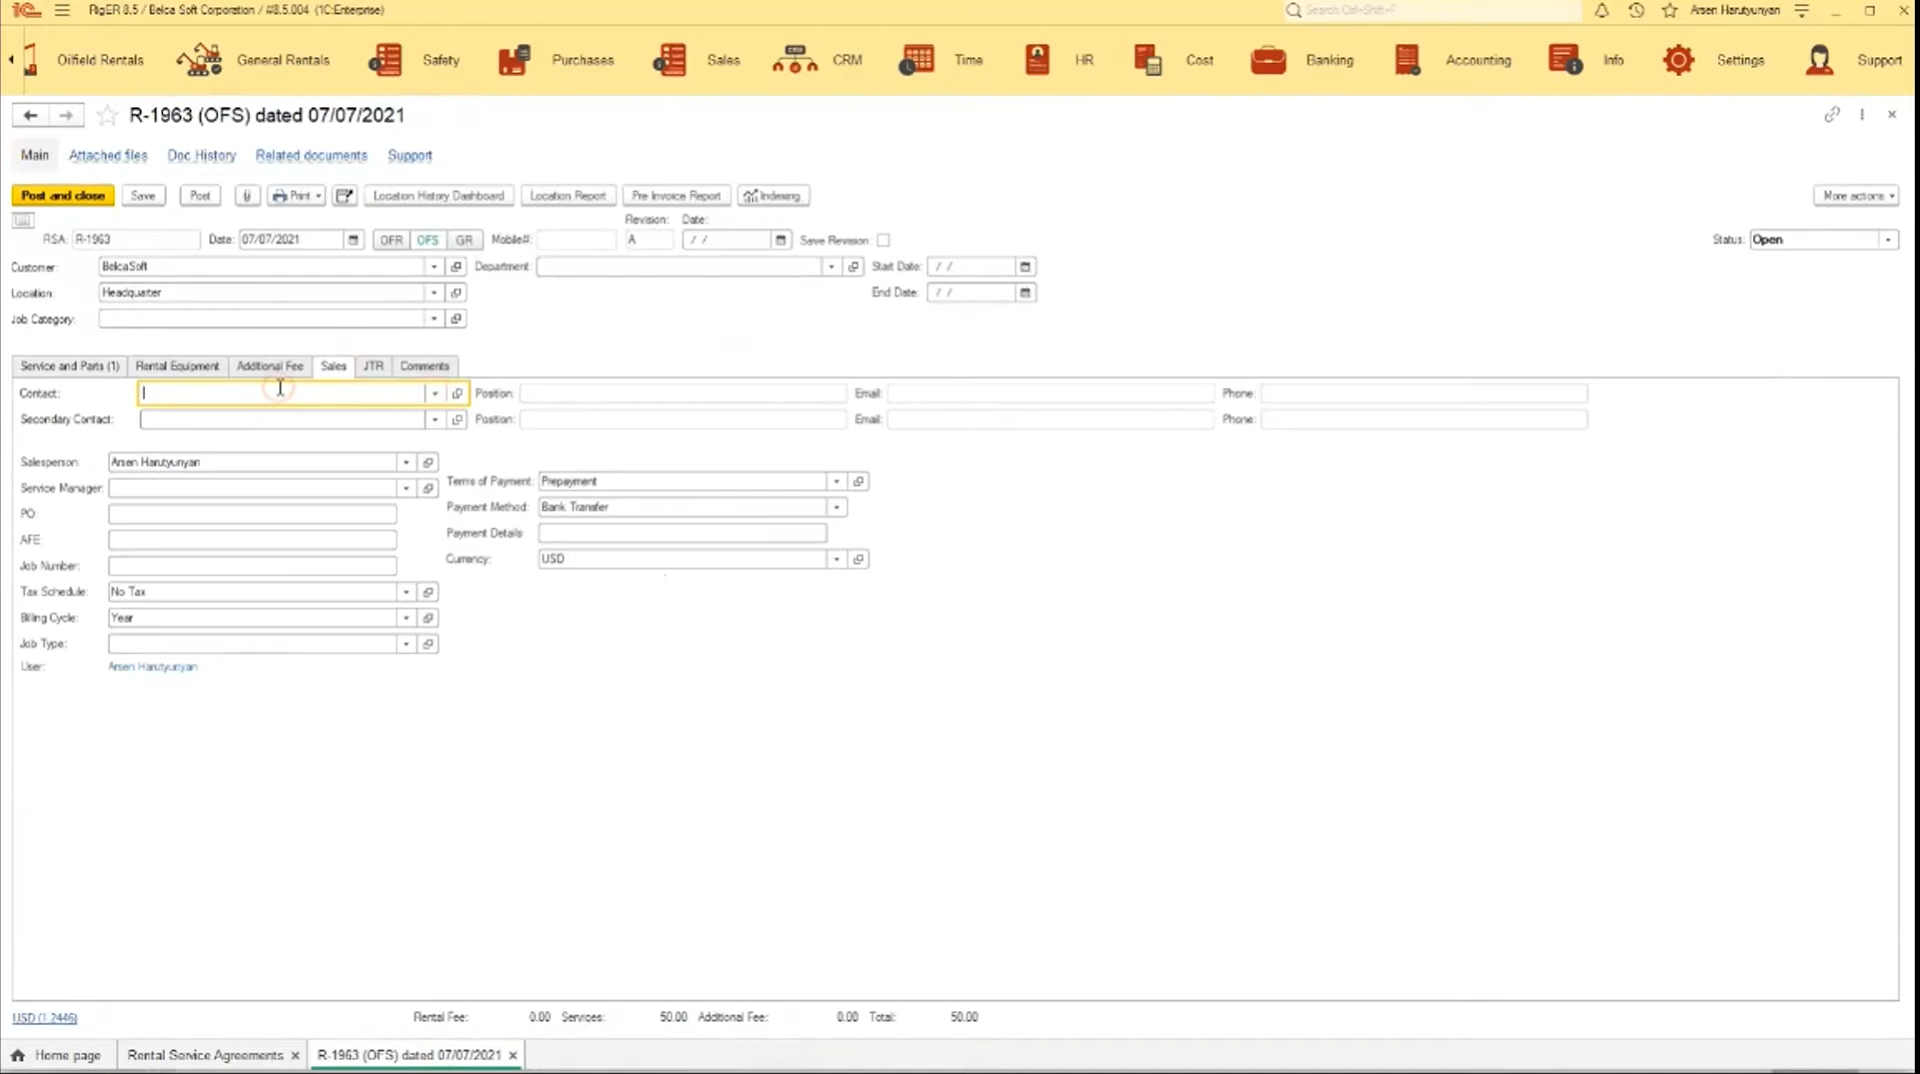 RigER 8.5 / Belca Soft Corporation / #8.5.004 (1C:Enterprise)
Search Ctrl+Shift+F
Arsen Harutyunyan
Oilfield Rentals
General Rentals
Safety
Purchases
Sales
CRM
Time
HR
Cost
Banking
Accounting
Info
Settings
Support
R-1963 (OFS) dated 07/07/2021
Main Attached files Doc History Related documents Support
Post and close Save Post Print Location History Dashboard Location Report Pre Invoice Report Indexing More actions
Revision: Date:
RSA: R-1963 Date: 07/07/2021 OFR OFS GR Mobile#: A / / Save Revision: Status: Open
Customer: BelcaSoft Department: Start Date: / /
Location: Headquarter End Date: / /
Job Category:
Service and Parts (1) Rental Equipment Additional Fee Sales JTR Comments
Contact: Position: Email: Phone:
Secondary Contact: Position: Email: Phone:
Salesperson: Arsen Harutyunyan
Service Manager:
PO:
AFE:
Job Number:
Tax Schedule: No Tax
Billing Cycle: Year
Job Type:
User: Arsen Harutyunyan
Terms of Payment: Prepayment
Payment Method: Bank Transfer
Payment Details:
Currency: USD
USD (1.2446) Rental Fee: 0.00 Services: 50.00 Additional Fee: 0.00 Total: 50.00
Home page Rental Service Agreements × R-1963 (OFS) dated 07/07/2021 ×